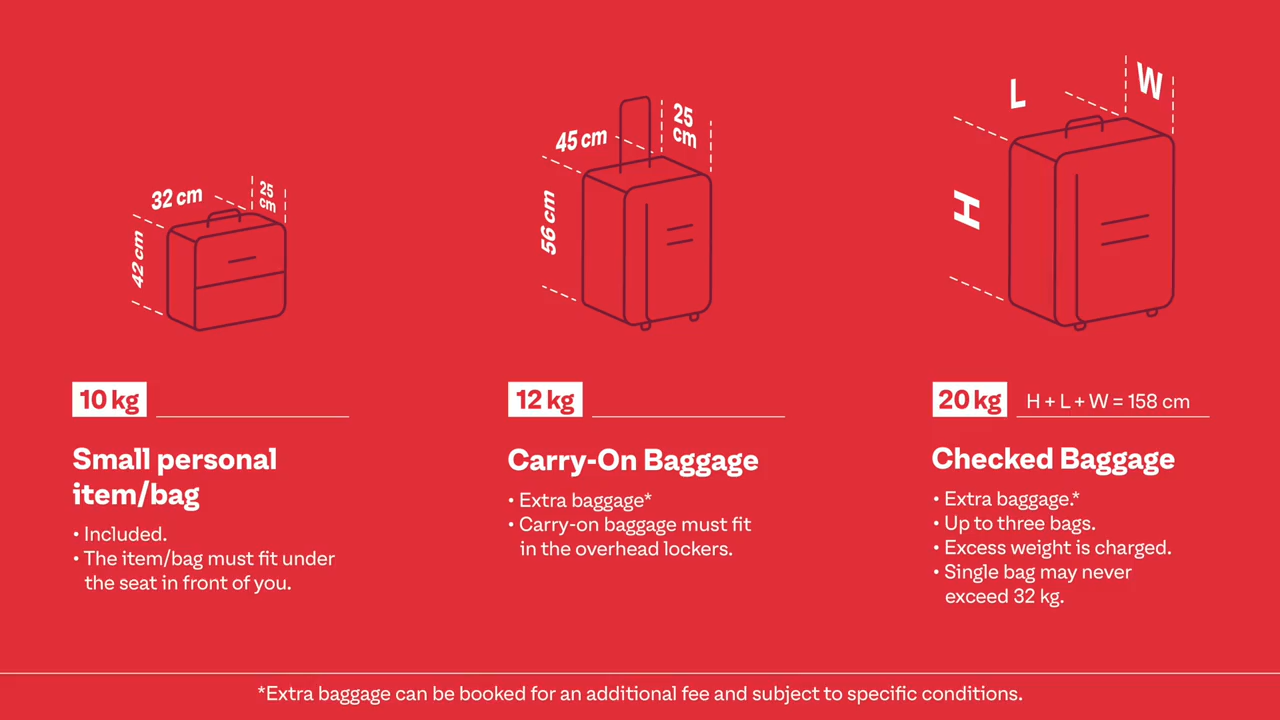 32 cm
25
cm
42 cm
10 kg
Small personal
item/bag
• Included.
• The item/bag must fit under
the seat in front of you.
45 cm
25
cm
56 cm
12 kg
Carry-On Baggage
• Extra baggage*
• Carry-on baggage must fit
in the overhead lockers.
L
W
H
20 kg H + L + W = 158 cm
Checked Baggage
• Extra baggage.*
• Up to three bags.
• Excess weight is charged.
• Single bag may never
exceed 32 kg.
*Extra baggage can be booked for an additional fee and subject to specific conditions.